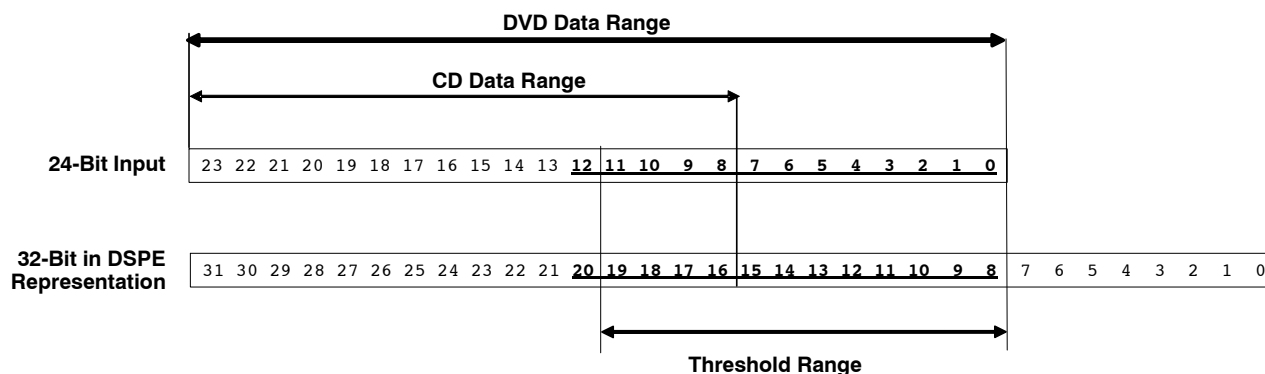 DVD Data Range
CD Data Range
24-Bit Input
23 22 21 20 19 18 17 16 15 14 13 12 11 10 9 8 7 6 5 4 3 2 1 0
32-Bit in DSPE
Representation
31 30 29 28 27 26 25 24 23 22 21 20 19 18 17 16 15 14 13 12 11 10 9 8 7 6 5 4 3 2 1 0
Threshold Range